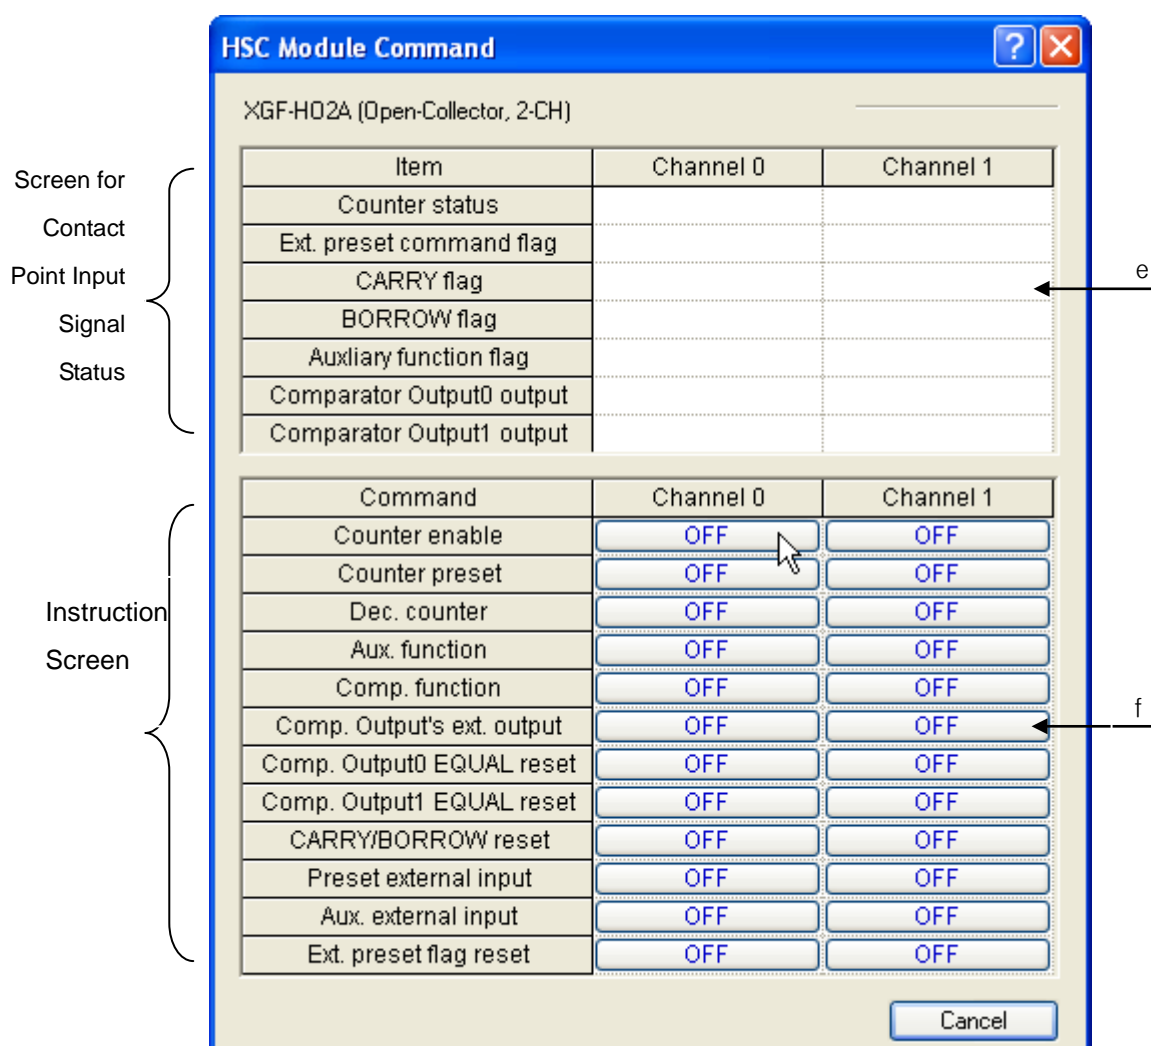 HSC Module Command
XGF-HO2A (Open-Collector, 2-CH)
Screen for
Contact
Point Input
Signal
Status
Item Channel 0 Channel 1
Counter status
Ext. preset command flag
CARRY flag
BORROW flag
Auxliary function flag
Comparator Output0 output
Comparator Output1 output
e
Instruction
Screen
Command Channel 0 Channel 1
Counter enable OFF OFF
Counter preset OFF OFF
Dec. counter OFF OFF
Aux. function OFF OFF
Comp. function OFF OFF
Comp. Output's ext. output OFF OFF
Comp. Output0 EQUAL reset OFF OFF
Comp. Output1 EQUAL reset OFF OFF
CARRY/BORROW reset OFF OFF
Preset external input OFF OFF
Aux. external input OFF OFF
Ext. preset flag reset OFF OFF
f
Cancel